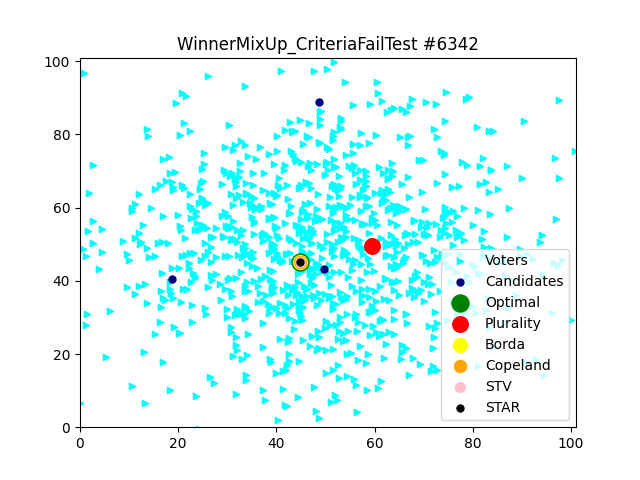 WinnerMixUp_CriteriaFailTest #6342
100
80
60
40
20
0
0 20 40 60 80 100
Voters
Candidates
Optimal
Plurality
Borda
Copeland
STV
STAR